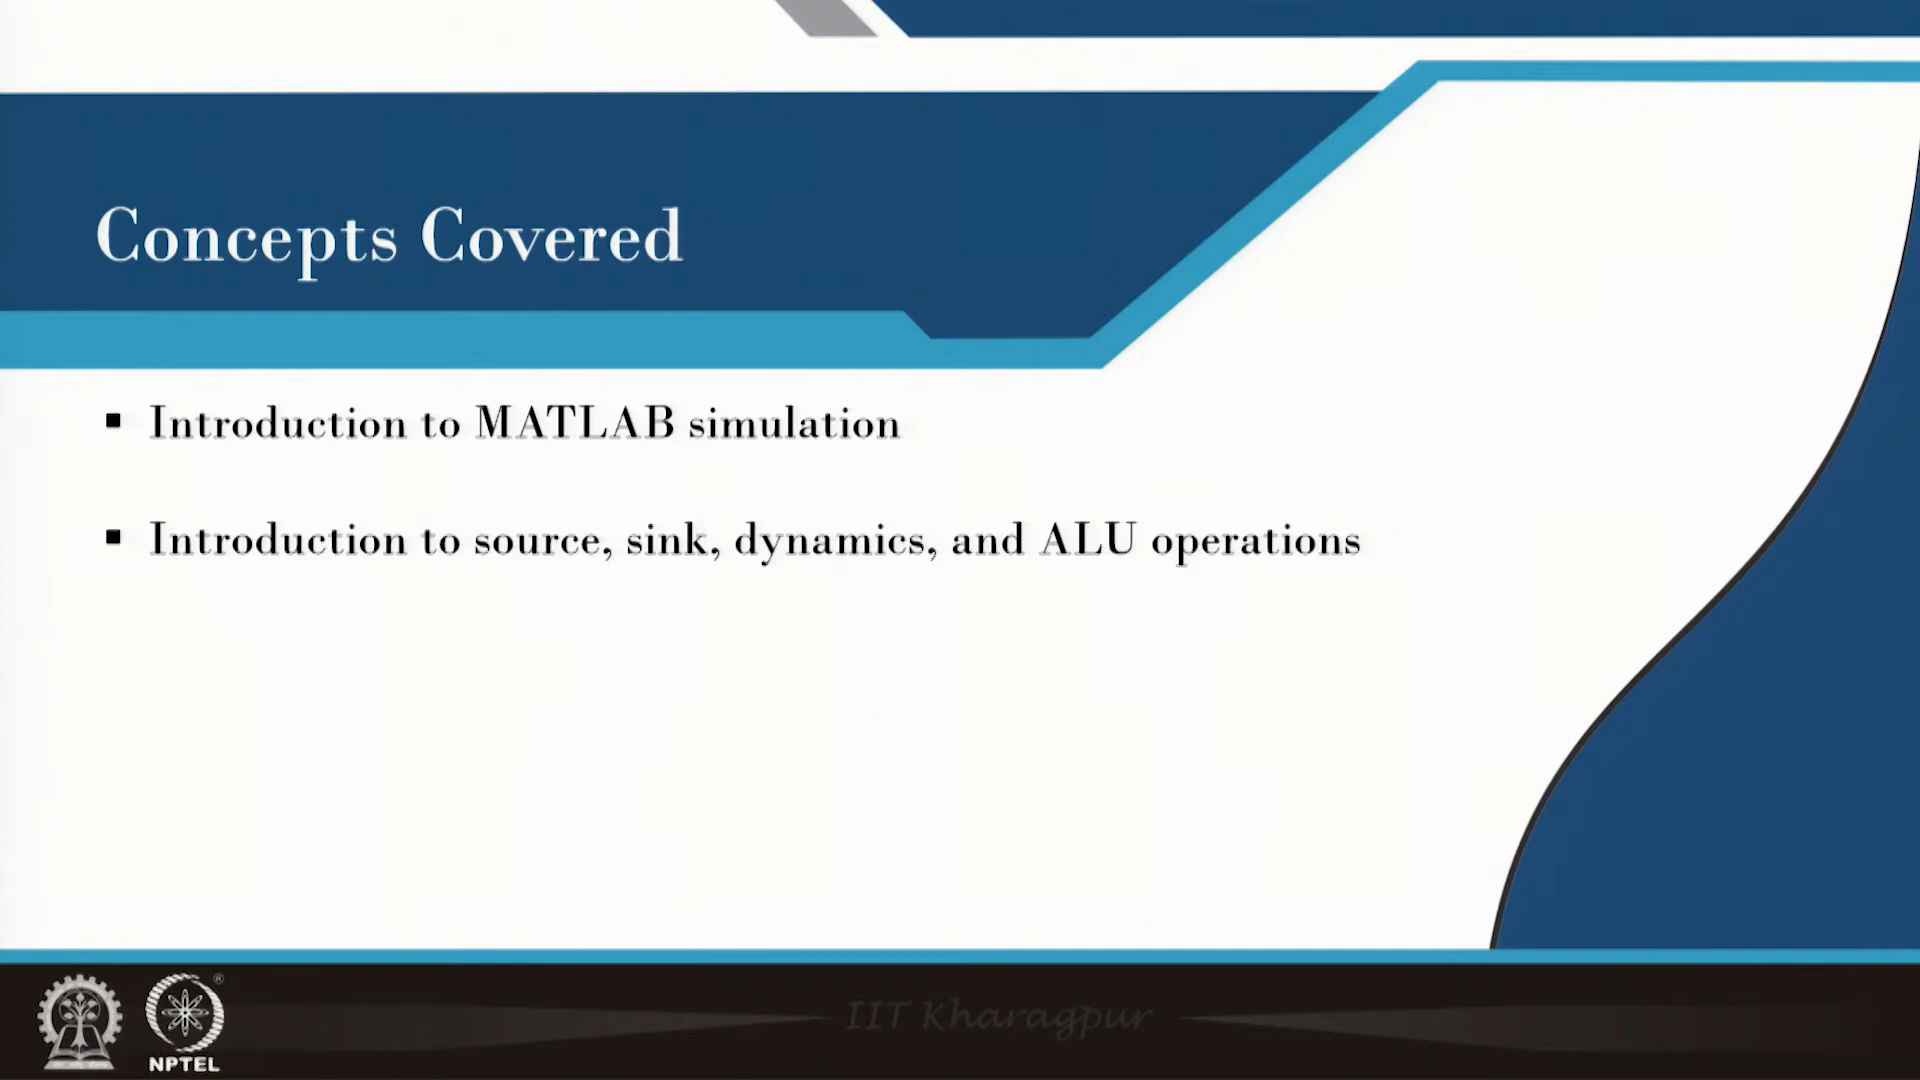 Concepts Covered
▪ Introduction to MATLAB simulation
▪ Introduction to source, sink, dynamics, and ALU operations
®
NPTEL
IIT Kharagpur